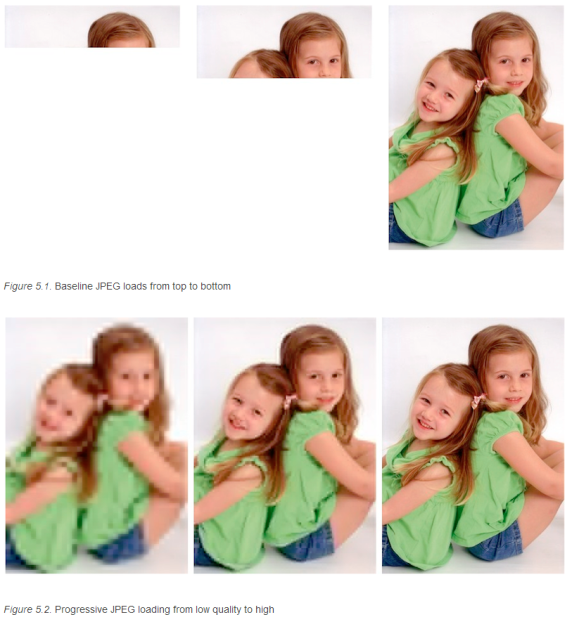 Figure 5.1. Baseline JPEG loads from top to bottom
Figure 5.2. Progressive JPEG loading from low quality to high